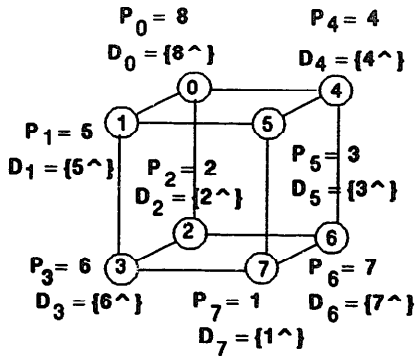 P₀ = 8
D₀ = {8^}
P₄ = 4
D₄ = {4^}
0
4
1
5
P₁ = 5
D₁ = {5^}
P₂ = 2
D₂ = {2^}
P₅ = 3
D₅ = {3^}
2
6
3
7
P₃ = 6
D₃ = {6^}
P₇ = 1
D₇ = {1^}
P₆ = 7
D₆ = {7^}